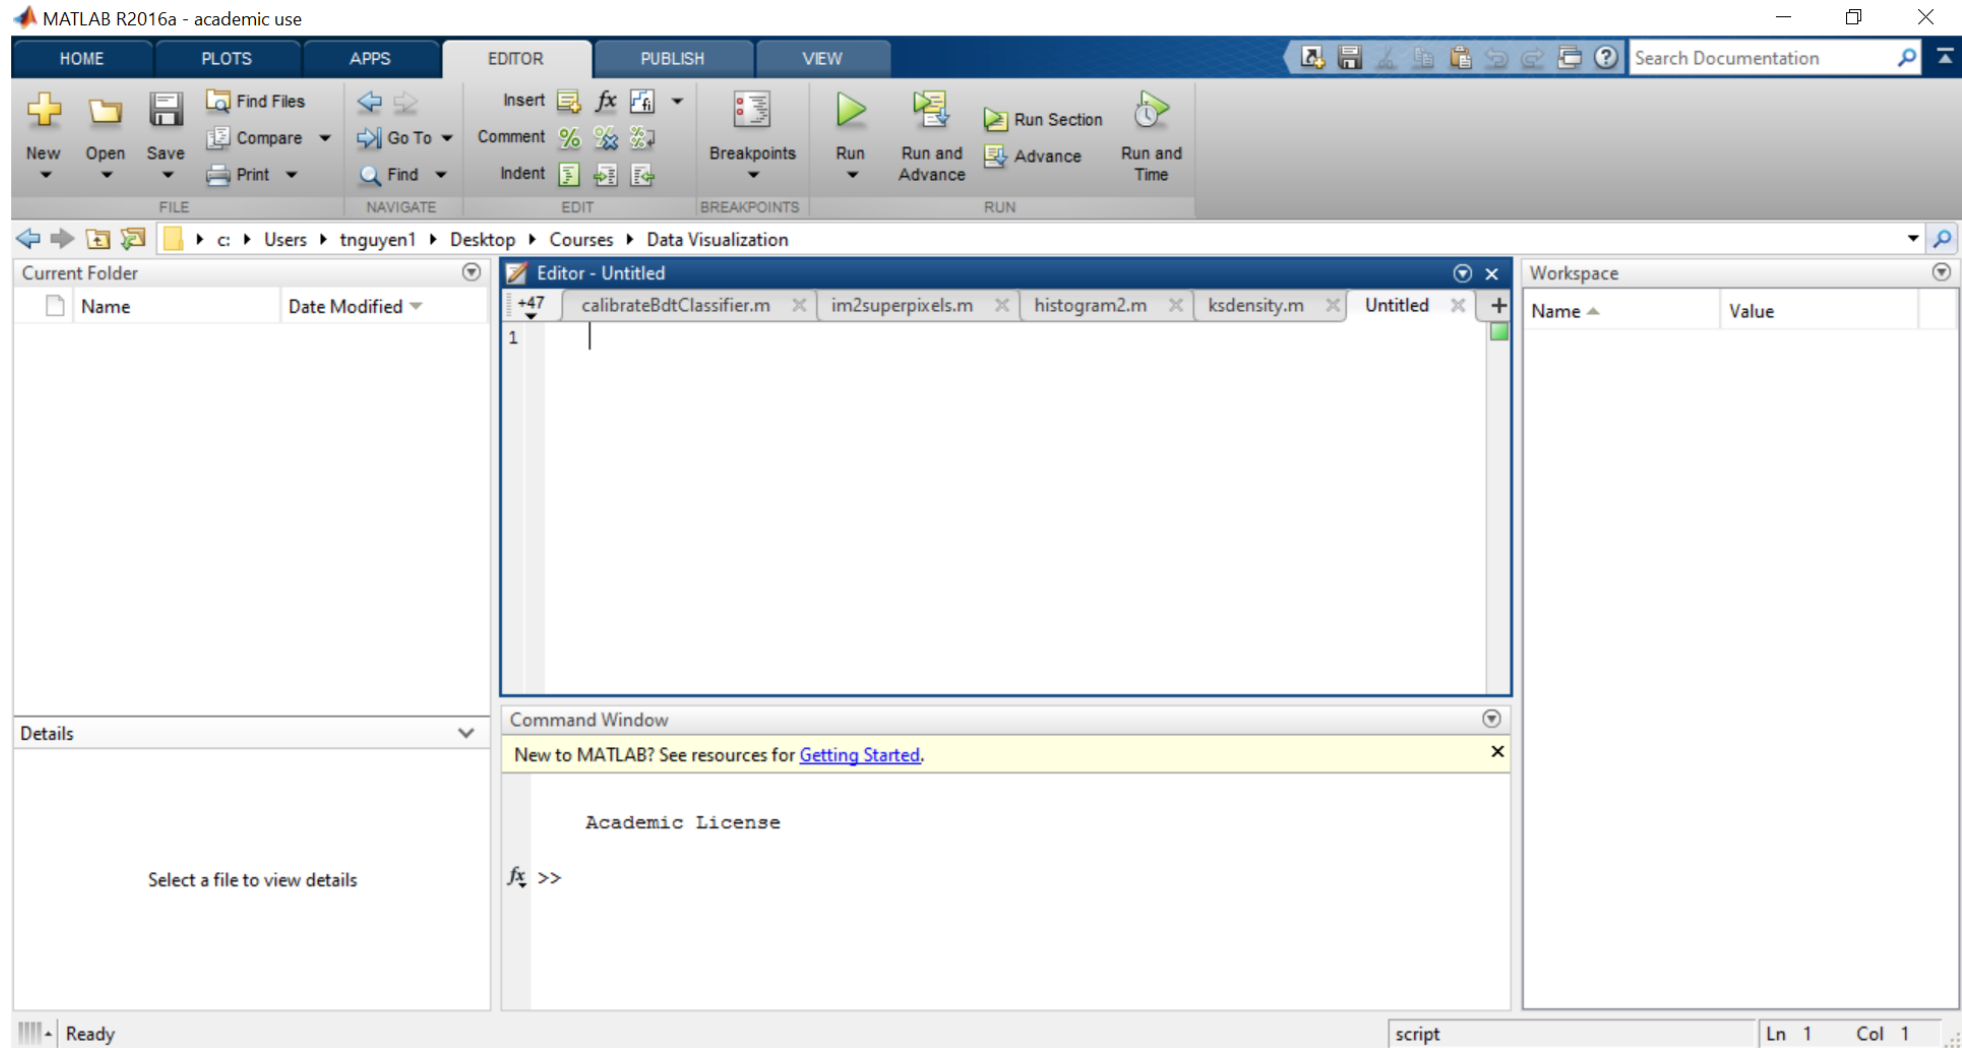 MATLAB R2016a - academic use
HOME PLOTS APPS EDITOR PUBLISH VIEW Search Documentation
New Open Save Find Files Compare Print
FILE
Go To Find
NAVIGATE
Insert fx fi
Comment
Indent
EDIT
Breakpoints
BREAKPOINTS
Run Run and Advance Run Section Advance Run and Time
RUN
c: Users tnguyen1 Desktop Courses Data Visualization
Current Folder
Name Date Modified
Details
Select a file to view details
Editor - Untitled
+47 calibrateBdtClassifier.m im2superpixels.m histogram2.m ksdensity.m Untitled +
1
Command Window
New to MATLAB? See resources for Getting Started.
Academic License
fx >>
Workspace
Name Value
Ready script Ln 1 Col 1